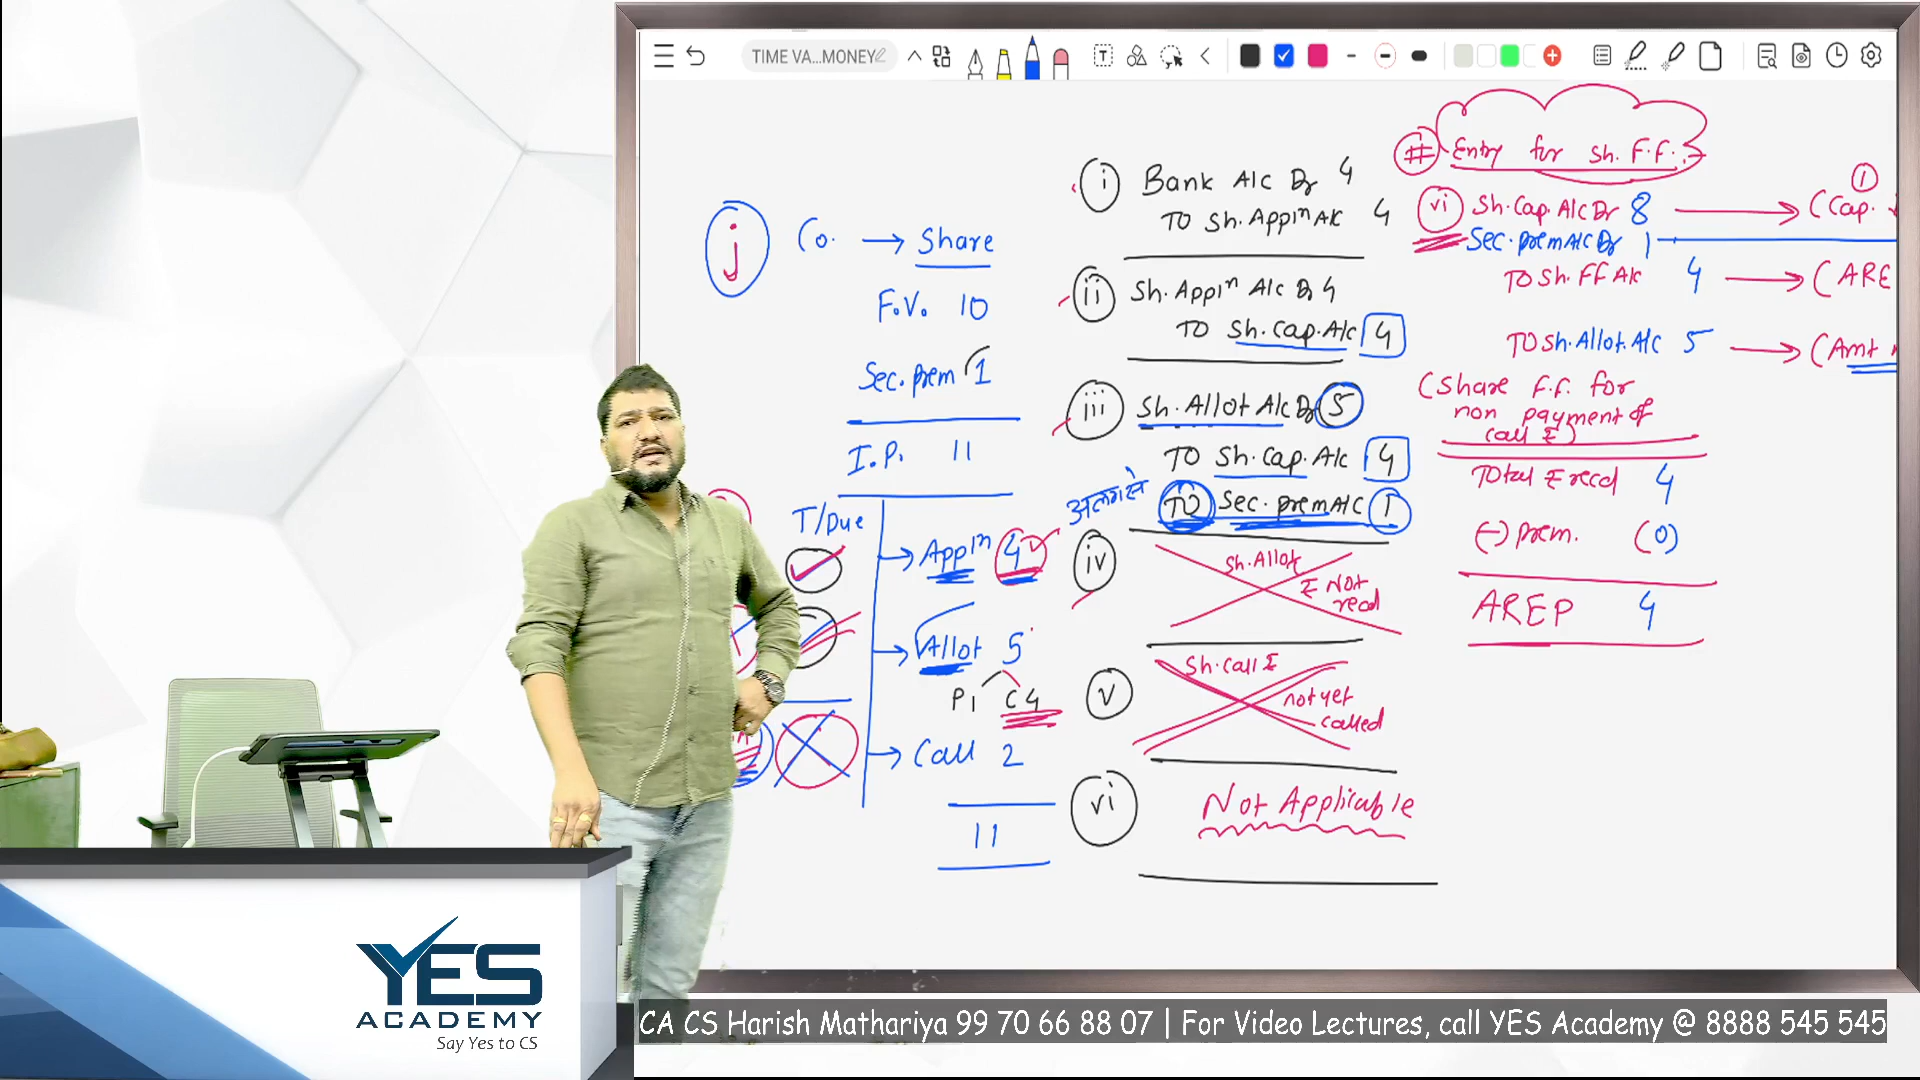 TIME VA...MONEY
j
Co. → Share
F.V. 10
Sec. prem 1
I.P. 11
T/Due
→ Appln 4
→ Allot 5
P1 C4
→ Call 2
11
i Bank A/c Dr 4
TO Sh. Appln A/c 4
ii Sh. Appln A/c Dr 4
TO Sh. Cap. A/c 4
iii Sh. Allot A/c Dr 5
TO Sh. Cap. A/c 4
TO Sec. prem A/c 1
iv Sh. Allot
Σ Not
recd
v Sh. Call Σ
not yet
called
vi Not Applicable
# Entry for Sh. F.F.
1
vi Sh. Cap. A/c Dr 8 → (Cap.
Sec. prem A/c Dr 1
TO Sh. FF A/c 4 → (ARE
TO Sh. Allot. A/c 5 → (Amt
(Share F.F. for
non payment of
Call Σ)
Total Σ recd 4
(-) prem. (0)
AREP 4
YES
ACADEMY
Say Yes to CS
CA CS Harish Mathariya 99 70 66 88 07 | For Video Lectures, call YES Academy @ 8888 545 545